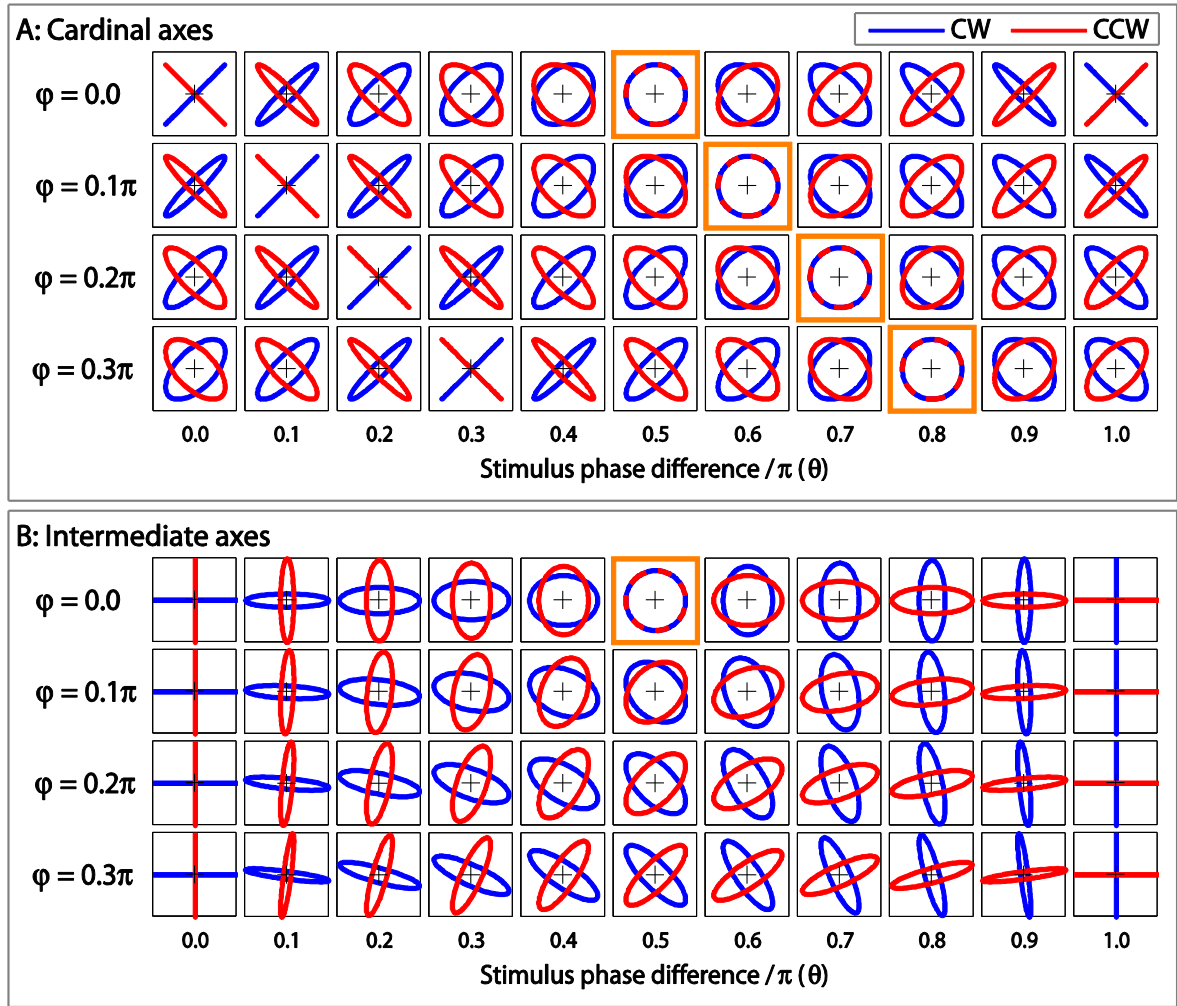 A: Cardinal axes
CW CCW
φ = 0.0
φ = 0.1π
φ = 0.2π
φ = 0.3π
0.0 0.1 0.2 0.3 0.4 0.5 0.6 0.7 0.8 0.9 1.0
Stimulus phase difference / π (θ)
B: Intermediate axes
φ = 0.0
φ = 0.1π
φ = 0.2π
φ = 0.3π
0.0 0.1 0.2 0.3 0.4 0.5 0.6 0.7 0.8 0.9 1.0
Stimulus phase difference / π (θ)